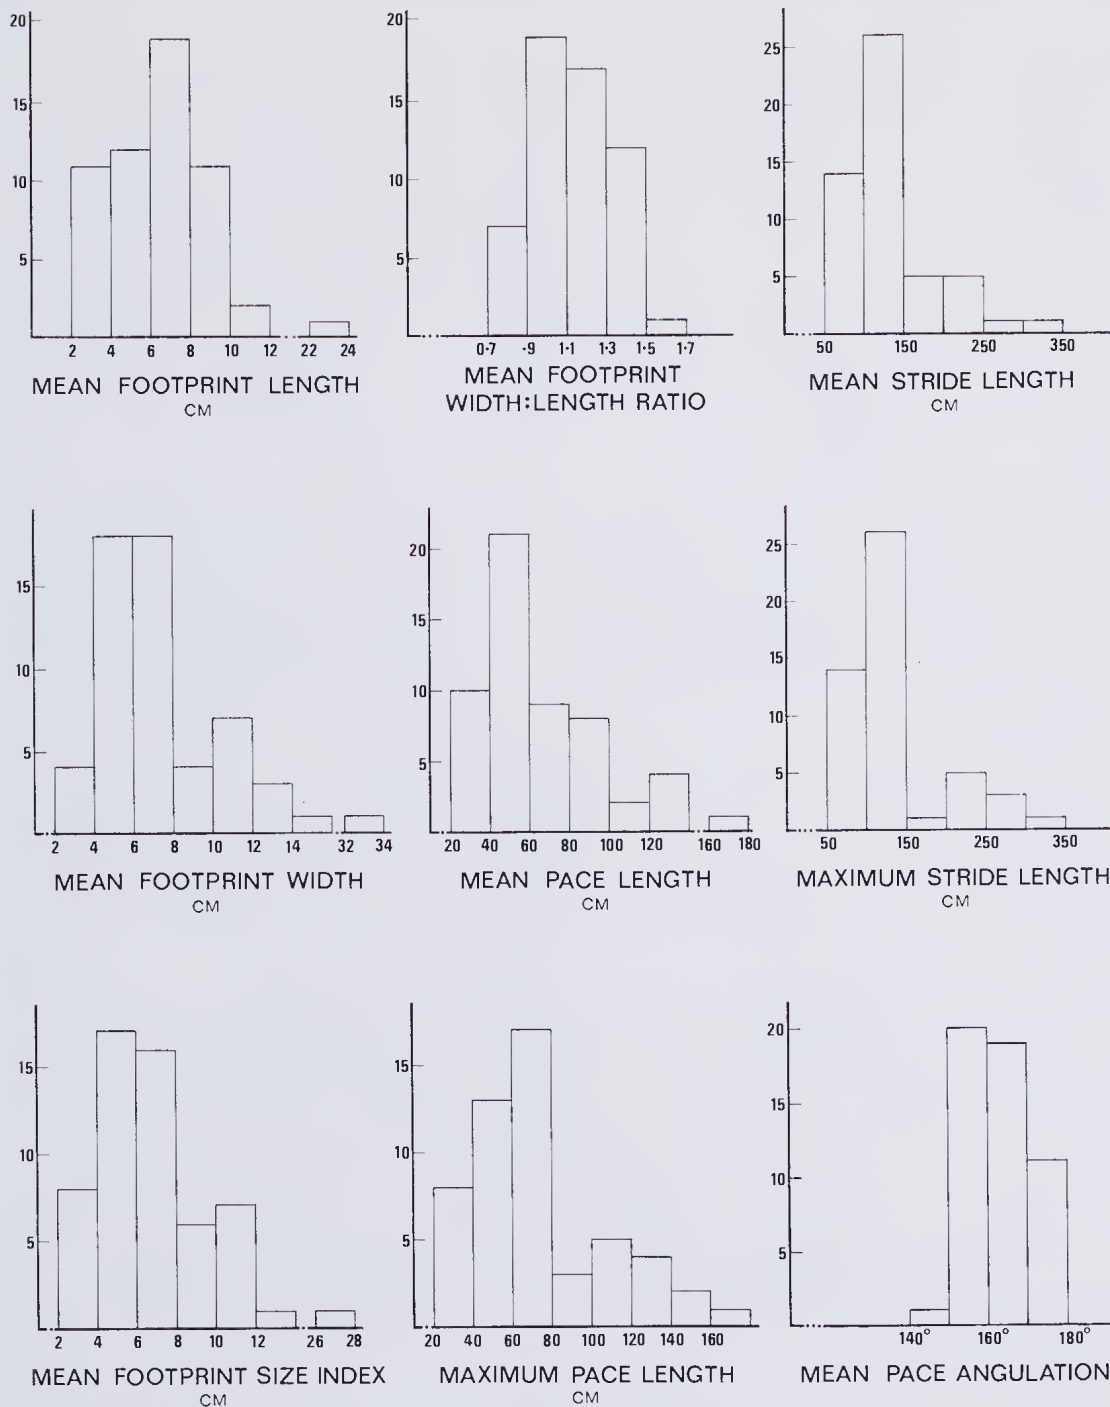 20
15
10
5
2 4 6 8 10 12 22 24
MEAN FOOTPRINT LENGTH
CM
20
15
10
5
0·7 ·9 1·1 1·3 1·5 1·7
MEAN FOOTPRINT
WIDTH:LENGTH RATIO
25
20
15
10
5
50 150 250 350
MEAN STRIDE LENGTH
CM
15
10
5
2 4 6 8 10 12 14 32 34
MEAN FOOTPRINT WIDTH
CM
20
15
10
5
20 40 60 80 100 120 160 180
MEAN PACE LENGTH
CM
25
20
15
10
5
50 150 250 350
MAXIMUM STRIDE LENGTH
CM
15
10
5
2 4 6 8 10 12 26 28
MEAN FOOTPRINT SIZE INDEX
CM
15
10
5
20 40 60 80 100 120 140 160
MAXIMUM PACE LENGTH
CM
20
15
10
5
140° 160° 180°
MEAN PACE ANGULATION